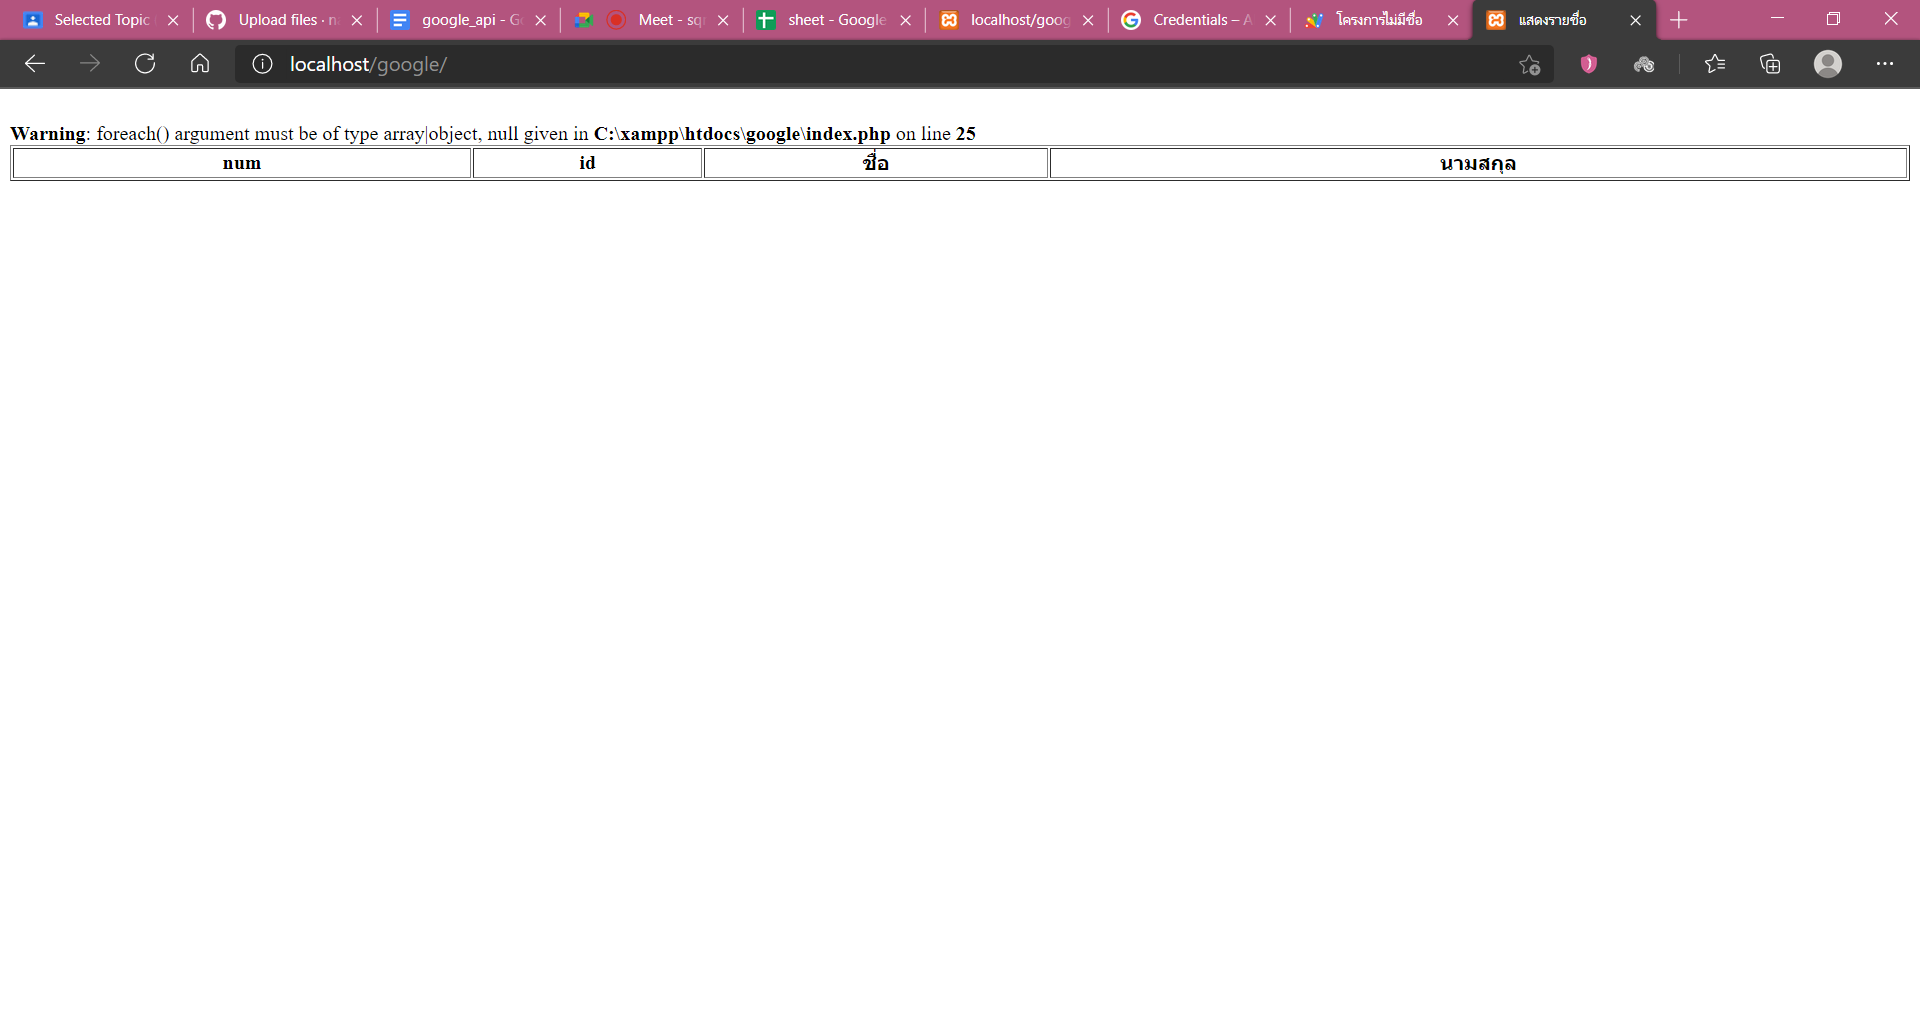 Selected Topic
Upload files · n
google_api - G
Meet - sq
sheet - Google
localhost/goog
Credentials – A
โครงการไม่มีชื่อ
แสดงรายชื่อ
localhost/google/
Warning: foreach() argument must be of type array|object, null given in C:\xampp\htdocs\google\index.php on line 25
num id ชื่อ นามสกุล